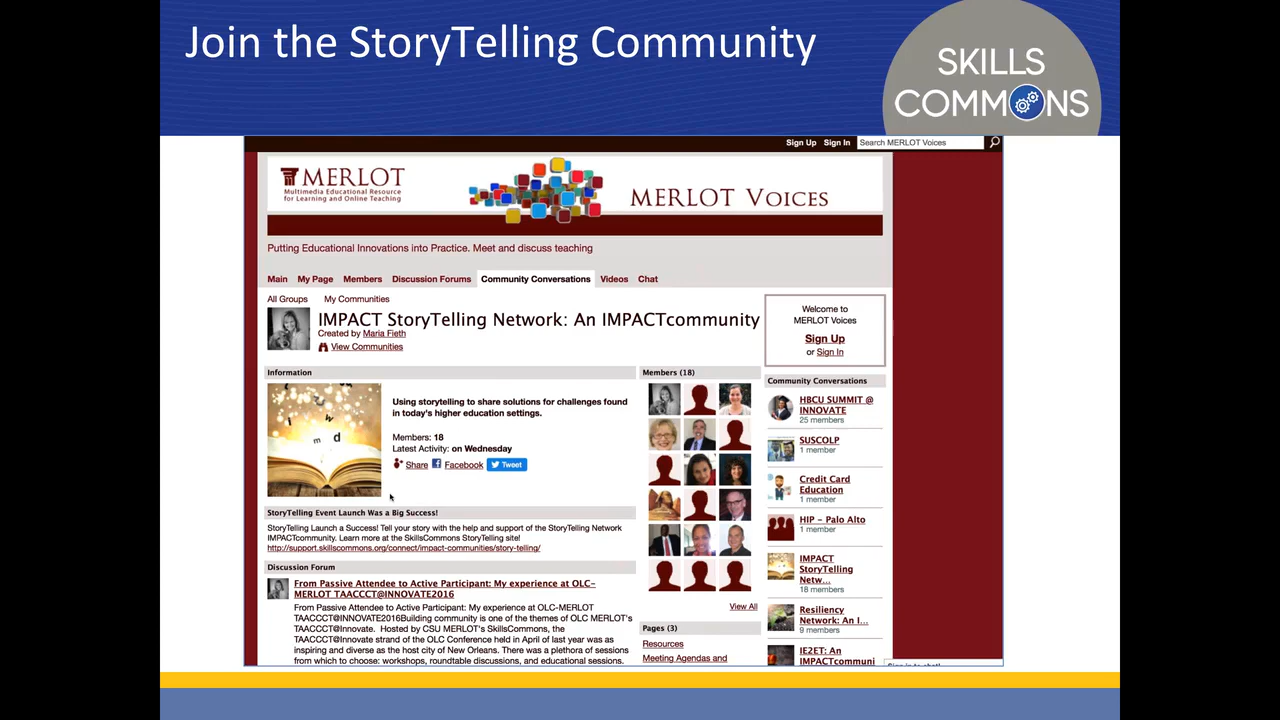 Join the StoryTelling Community
SKILLS
COMMONS
Sign Up Sign In Search MERLOT Voices
MERLOT
Multimedia Educational Resource
for Learning and Online Teaching
MERLOT VOICES
Putting Educational Innovations into Practice. Meet and discuss teaching
Main My Page Members Discussion Forums Community Conversations Videos Chat
All Groups My Communities
IMPACT StoryTelling Network: An IMPACTcommunity
Created by Maria Fieth
View Communities
Welcome to
MERLOT Voices
Sign Up
or Sign In
Information
Using storytelling to share solutions for challenges found
in today's higher education settings.
Members: 18
Latest Activity: on Wednesday
Share Facebook Tweet
StoryTelling Event Launch Was a Big Success!
StoryTelling Launch a Success! Tell your story with the help and support of the StoryTelling Network
IMPACTcommunity. Learn more at the SkillsCommons StoryTelling site!
http://support.skillscommons.org/connect/impact-communities/story-telling/
Discussion Forum
From Passive Attendee to Active Participant: My experience at OLC-
MERLOT TAACCCT@INNOVATE2016
From Passive Attendee to Active Participant: My experience at OLC-MERLOT
TAACCCT@INNOVATE2016Building community is one of the themes of OLC MERLOT's
TAACCCT@Innovate. Hosted by CSU MERLOT's SkillsCommons, the
TAACCCT@Innovate strand of the OLC Conference held in April of last year was as
inspiring and diverse as the host city of New Orleans. There was a plethora of sessions
from which to choose: workshops, roundtable discussions, and educational sessions.
Members (18)
View All
Pages (3)
Resources
Meeting Agendas and
Community Conversations
HBCU SUMMIT @
INNOVATE
25 members
SUSCOLP
1 member
Credit Card
Education
1 member
HIP - Palo Alto
1 member
IMPACT
StoryTelling
Netw...
18 members
Resiliency
Network: An I...
9 members
IE2ET: An
IMPACTcommuni
Sign in to chat!